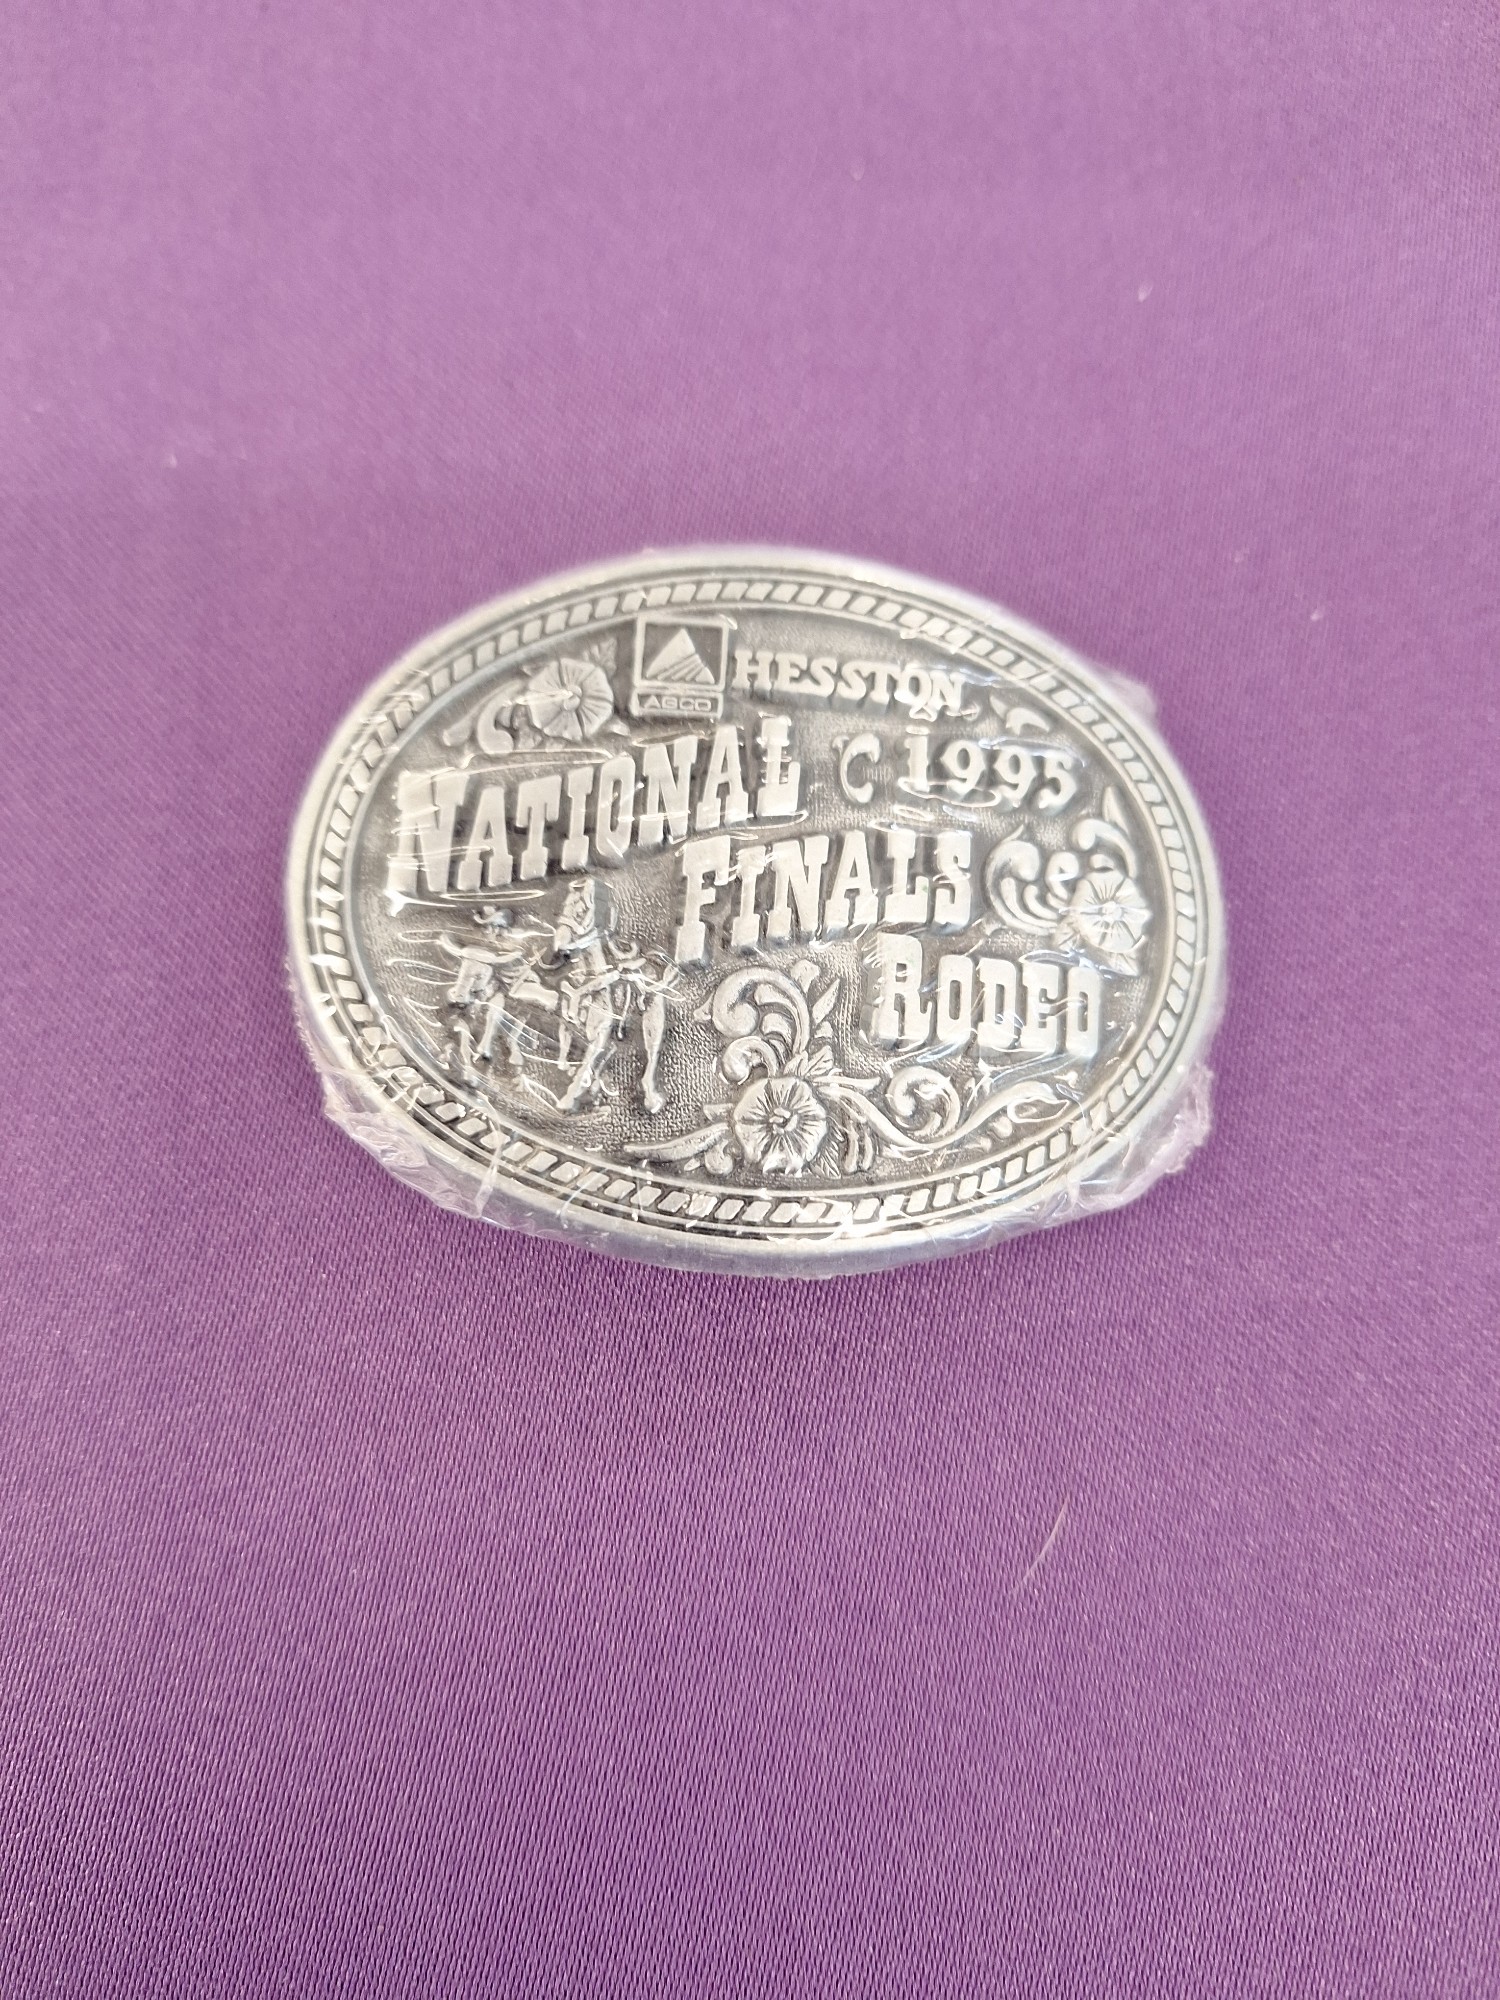 HESSTON
AGCO
1995
NATIONAL
FINALS
RODEO